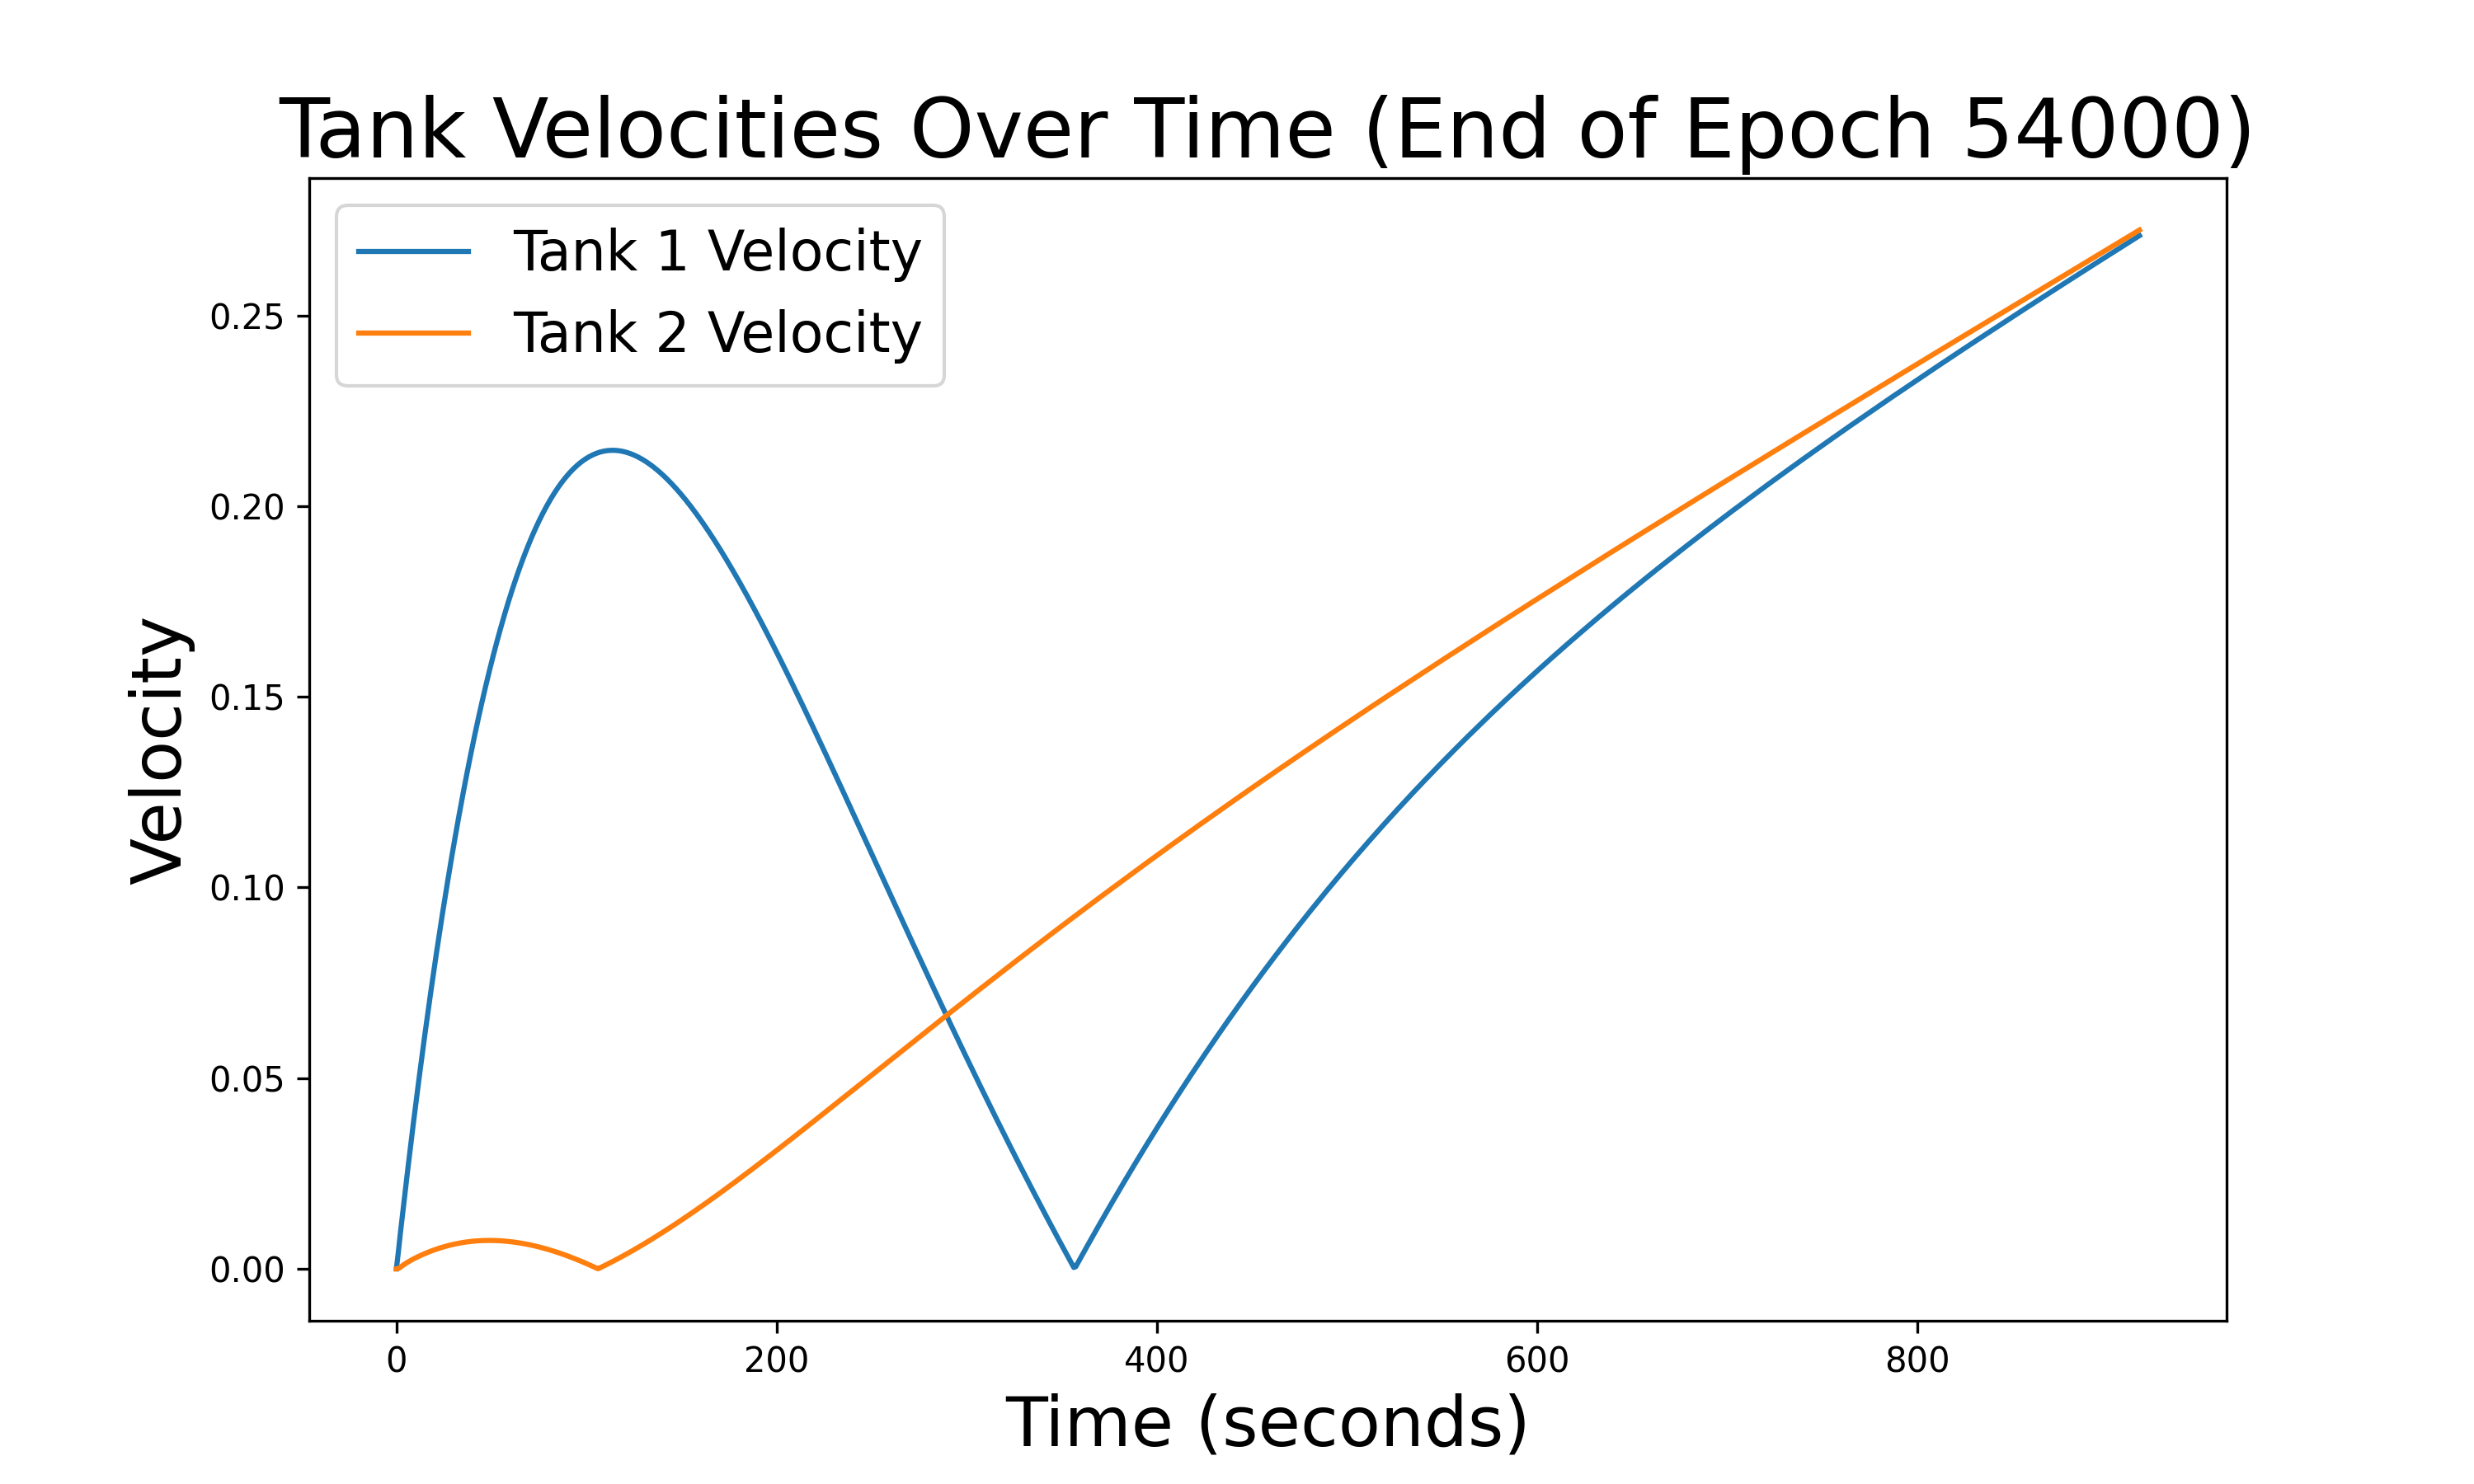 Tank Velocities Over Time (End of Epoch 54000)
Tank 1 Velocity
Tank 2 Velocity
Velocity
0.25
0.20
0.15
0.10
0.05
0.00
0 200 400 600 800
Time (seconds)